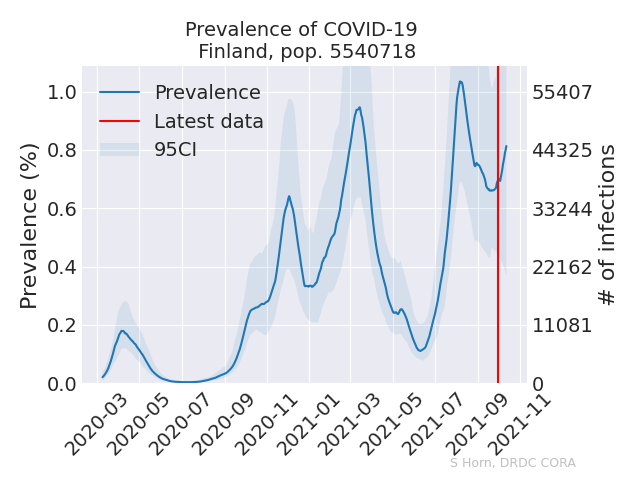 Prevalence of COVID-19
Finland, pop. 5540718
Prevalence (%)
1.0
0.8
0.6
0.4
0.2
0.0
Prevalence
Latest data
95CI
55407
44325
33244
22162
11081
0
# of infections
2020-03
2020-05
2020-07
2020-09
2020-11
2021-01
2021-03
2021-05
2021-07
2021-09
2021-11
S Horn, DRDC CORA